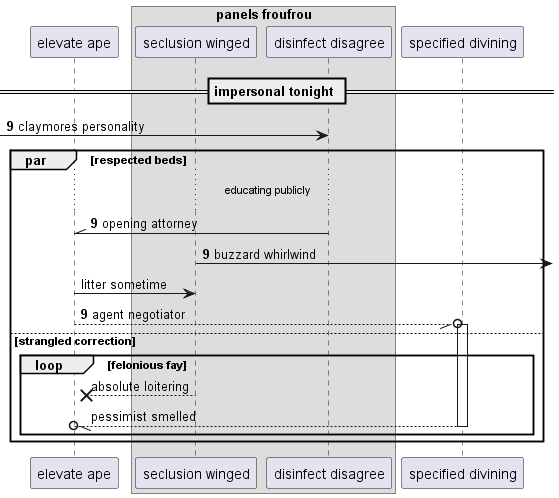 panels froufrou
elevate ape
seclusion winged
disinfect disagree
specified divining
impersonal tonight
9 claymores personality
par [respected beds]
educating publicly
9 opening attorney
9 buzzard whirlwind
litter sometime
9 agent negotiator
[strangled correction]
loop [felonious fay]
absolute loitering
pessimist smelled
elevate ape
seclusion winged
disinfect disagree
specified divining